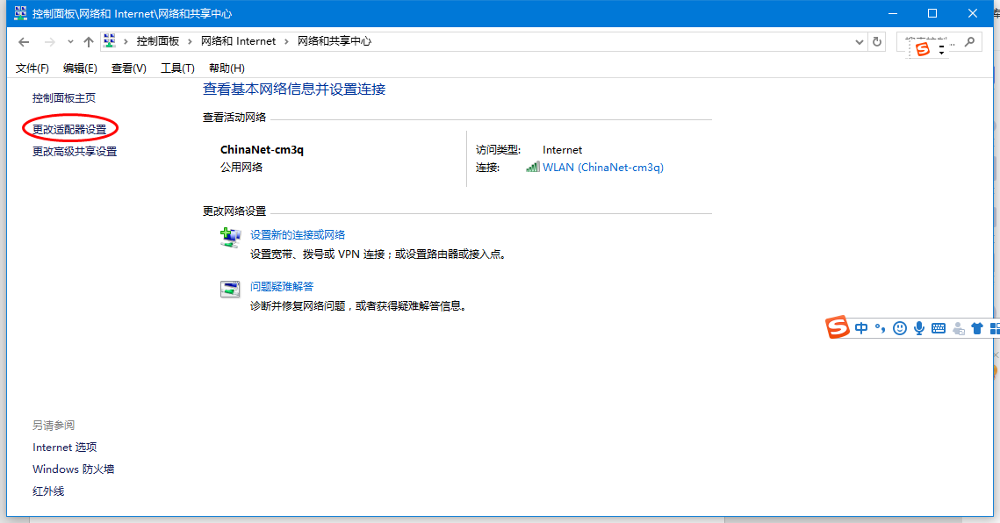 控制面板\网络和 Internet\网络和共享中心
控制面板 网络和 Internet 网络和共享中心
文件(F) 编辑(E) 查看(V) 工具(T) 帮助(H)
控制面板主页
更改适配器设置
更改高级共享设置
查看基本网络信息并设置连接
查看活动网络
ChinaNet-cm3q
公用网络
访问类型: Internet
连接: WLAN (ChinaNet-cm3q)
更改网络设置
设置新的连接或网络
设置宽带、拨号或 VPN 连接；或设置路由器或接入点。
问题疑难解答
诊断并修复网络问题，或者获得疑难解答信息。
S 中
另请参阅
Internet 选项
Windows 防火墙
红外线